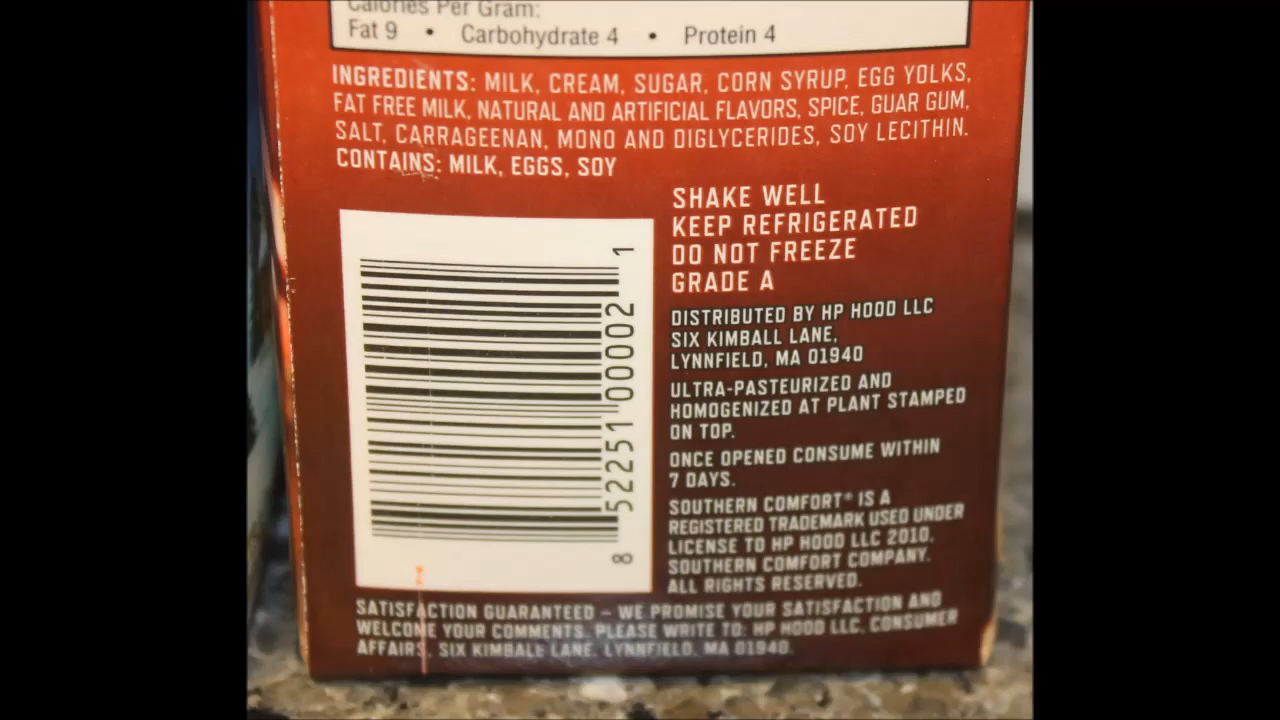 Calories Per Gram:
Fat 9 • Carbohydrate 4 • Protein 4
INGREDIENTS: MILK, CREAM, SUGAR, CORN SYRUP, EGG YOLKS,
FAT FREE MILK, NATURAL AND ARTIFICIAL FLAVORS, SPICE, GUAR GUM,
SALT, CARRAGEENAN, MONO AND DIGLYCERIDES, SOY LECITHIN.
CONTAINS: MILK, EGGS, SOY
SHAKE WELL
KEEP REFRIGERATED
DO NOT FREEZE
GRADE A
DISTRIBUTED BY HP HOOD LLC
SIX KIMBALL LANE,
LYNNFIELD, MA 01940
ULTRA-PASTEURIZED AND
HOMOGENIZED AT PLANT STAMPED
ON TOP.
ONCE OPENED CONSUME WITHIN
7 DAYS.
SOUTHERN COMFORT® IS A
REGISTERED TRADEMARK USED UNDER
LICENSE TO HP HOOD LLC 2010,
SOUTHERN COMFORT COMPANY.
ALL RIGHTS RESERVED.
8 52251 00002 1
SATISFACTION GUARANTEED – WE PROMISE YOUR SATISFACTION AND
WELCOME YOUR COMMENTS. PLEASE WRITE TO: HP HOOD LLC, CONSUMER
AFFAIRS, SIX KIMBALL LANE, LYNNFIELD, MA 01940.